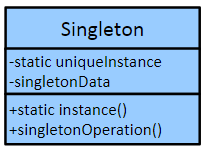 Singleton
-static uniqueInstance
-singletonData
+static instance()
+singletonOperation()